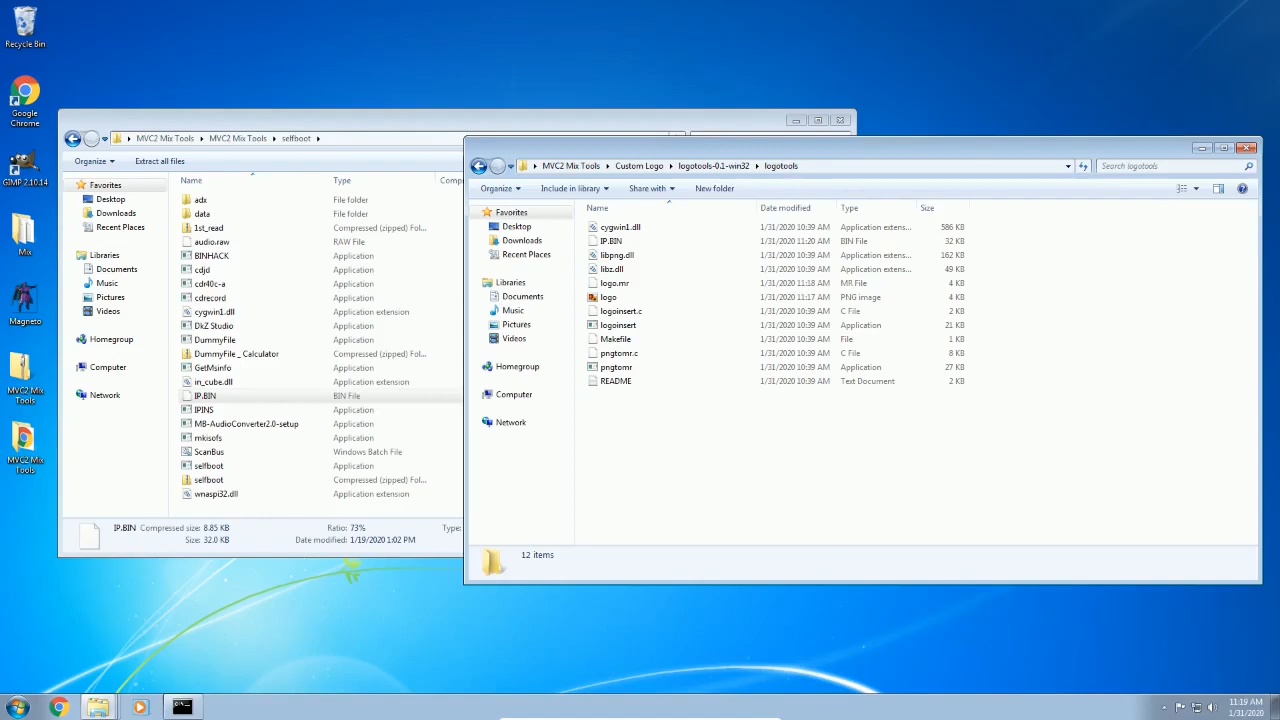 Recycle Bin
Google
Chrome
GIMP 2.10.14
Mix
Magneto
MVC2 Mix
Tools
MVC2 Mix
Tools
MVC2 Mix Tools MVC2 Mix Tools selfboot
Organize Extract all files
Favorites
Desktop
Downloads
Recent Places
Libraries
Documents
Music
Pictures
Videos
Homegroup
Computer
Network
Name Type Comp
adx File folder
data File folder
1st_read Compressed (zipped) Fol...
audio.raw RAW File
BINHACK Application
cdjd Application
cdr40c-a Application
cdrecord Application
cygwin1.dll Application extension
DkZ Studio Application
DummyFile Application
DummyFile _ Calculator Compressed (zipped) Fol...
GetMsinfo Application
in_cube.dll Application extension
IP.BIN BIN File
IPINS Application
MB-AudioConverter2.0-setup Application
mkisofs Application
ScanBus Windows Batch File
selfboot Application
selfboot Compressed (zipped) Fol...
wnaspi32.dll Application extension
IP.BIN Compressed size: 8.85 KB Ratio: 73% Type:
Size: 32.0 KB Date modified: 1/19/2020 1:02 PM
MVC2 Mix Tools Custom Logo logotools-0.1-win32 logotools Search logotools
Organize Include in library Share with New folder
Favorites
Desktop
Downloads
Recent Places
Libraries
Documents
Music
Pictures
Videos
Homegroup
Computer
Network
Name Date modified Type Size
cygwin1.dll 1/31/2020 10:39 AM Application extens... 586 KB
IP.BIN 1/31/2020 11:20 AM BIN File 32 KB
libpng.dll 1/31/2020 10:39 AM Application extens... 162 KB
libz.dll 1/31/2020 10:39 AM Application extens... 49 KB
logo.mr 1/31/2020 11:18 AM MR File 4 KB
logo 1/31/2020 11:17 AM PNG image 4 KB
logoinsert.c 1/31/2020 10:39 AM C File 2 KB
logoinsert 1/31/2020 10:39 AM Application 21 KB
Makefile 1/31/2020 10:39 AM File 1 KB
pngtomr.c 1/31/2020 10:39 AM C File 8 KB
pngtomr 1/31/2020 10:39 AM Application 27 KB
README 1/31/2020 10:39 AM Text Document 2 KB
12 items
11:19 AM
1/31/2020